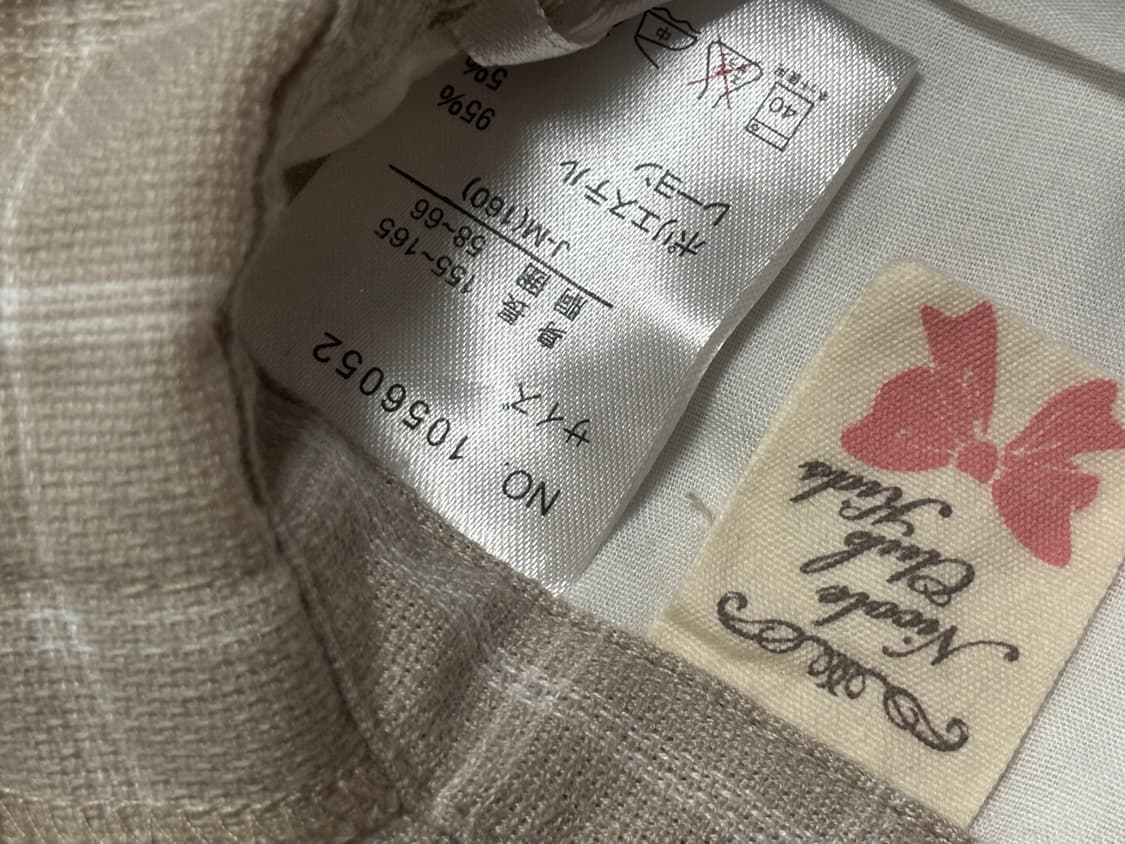 NO. 1056052
サイズ
身長 155~165
胴囲 58~66
J-M(160)
ポリエステル 95%
レーヨン 5%
40
中
Nicole
Club
Kids